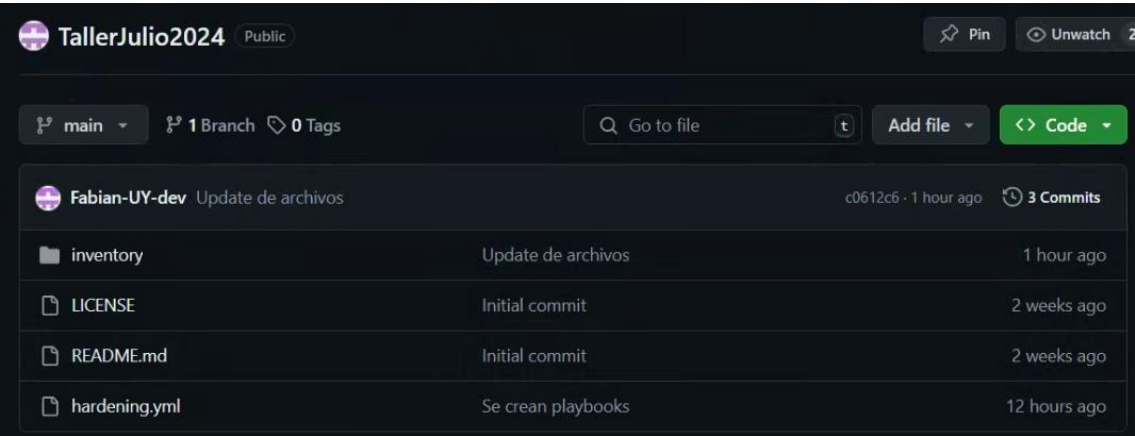 TallerJulio2024 Public Pin Unwatch 2
main 1 Branch 0 Tags Go to file t Add file Code
Fabian-UY-dev Update de archivos c0612c6 · 1 hour ago 3 Commits
inventory Update de archivos 1 hour ago
LICENSE Initial commit 2 weeks ago
README.md Initial commit 2 weeks ago
hardening.yml Se crean playbooks 12 hours ago